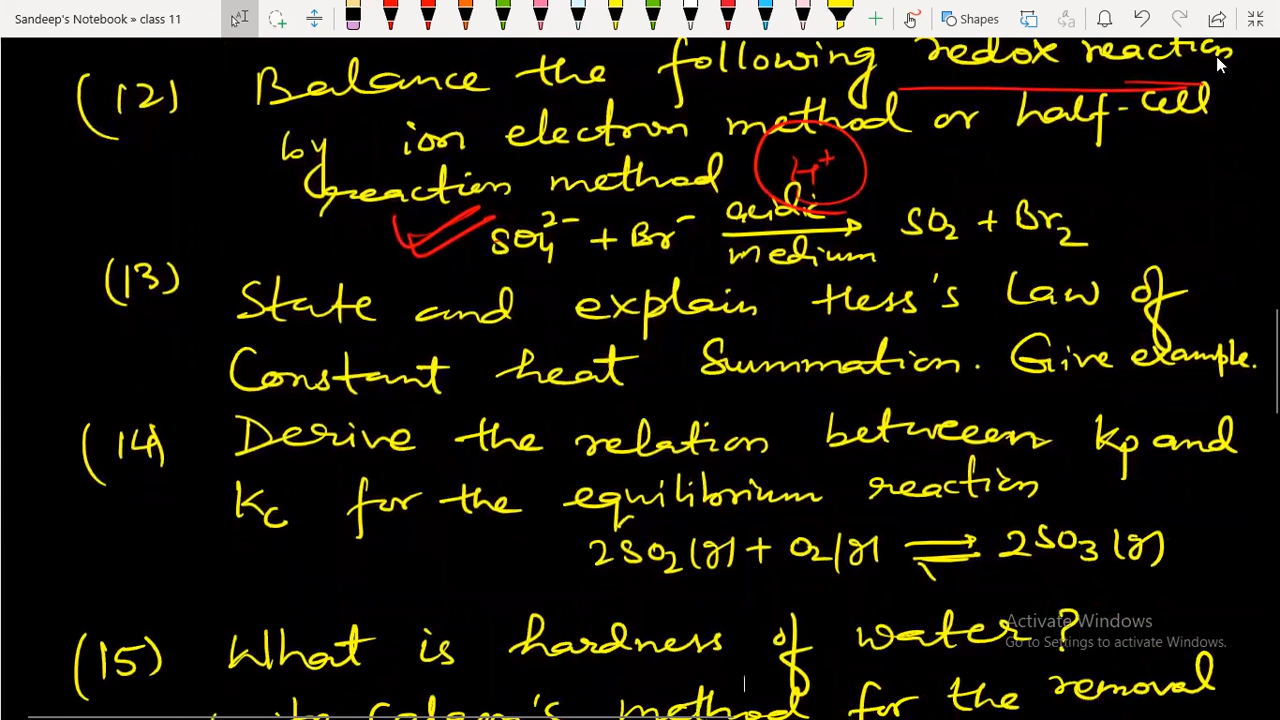 Sandeep's Notebook » class 11
Shapes
(12) Balance the following redox reaction
by ion electron method or half-cell
reaction method H⁺
SO₄²⁻ + Br⁻ acidic medium → SO₂ + Br₂
(13) State and explain Hess's Law of
Constant heat Summation. Give example.
(14) Derive the relation betweeen Kp and
Kc for the equilibrium reaction
2SO₂(g) + O₂(g) ⇌ 2SO₃(g)
(15) What is hardness of water?
method for the removal
Activate Windows
Go to Settings to activate Windows.